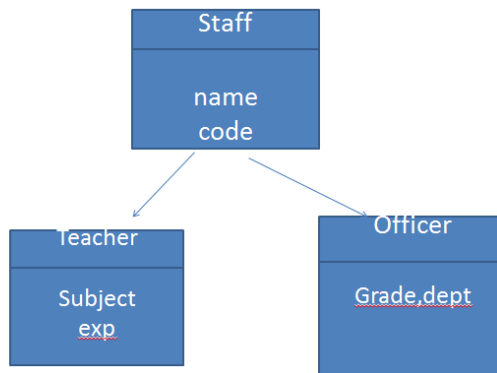 Staff
name
code
Teacher
Subject
exp
Officer
Grade,dept